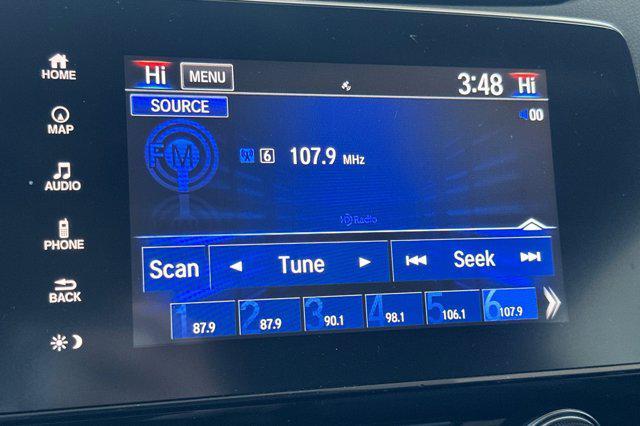 HOME
MAP
AUDIO
PHONE
BACK
Hi MENU 3:48 Hi
SOURCE 00
FM 6 107.9 MHz
HD Radio
Scan Tune Seek
1 87.9 2 87.9 3 90.1 4 98.1 5 106.1 6 107.9